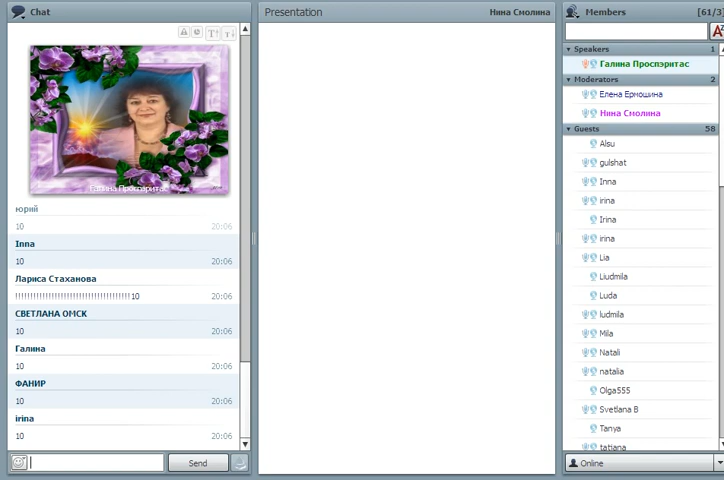 Chat
Галина Проспэритас
юрий
10 20:06
Inna
10 20:06
Лариса Стаханова
!!!!!!!!!!!!!!!!!!!!!!!!!!!!!!!!!!!!!!!10 20:06
СВЕТЛАНА ОМСК
10 20:06
Галина
10 20:06
ФАНИР
10 20:06
irina
10 20:06
Send
Presentation Нина Смолина
Members [61/3
Speakers 1
Галина Проспэритас
Moderators 2
Елена Ермошина
Нина Смолина
Guests 58
Alsu
gulshat
Inna
irina
Irina
irina
Lia
Liudmila
Luda
ludmila
Mila
Natali
natalia
Olga555
Svetlana B
Tanya
tatiana
Online